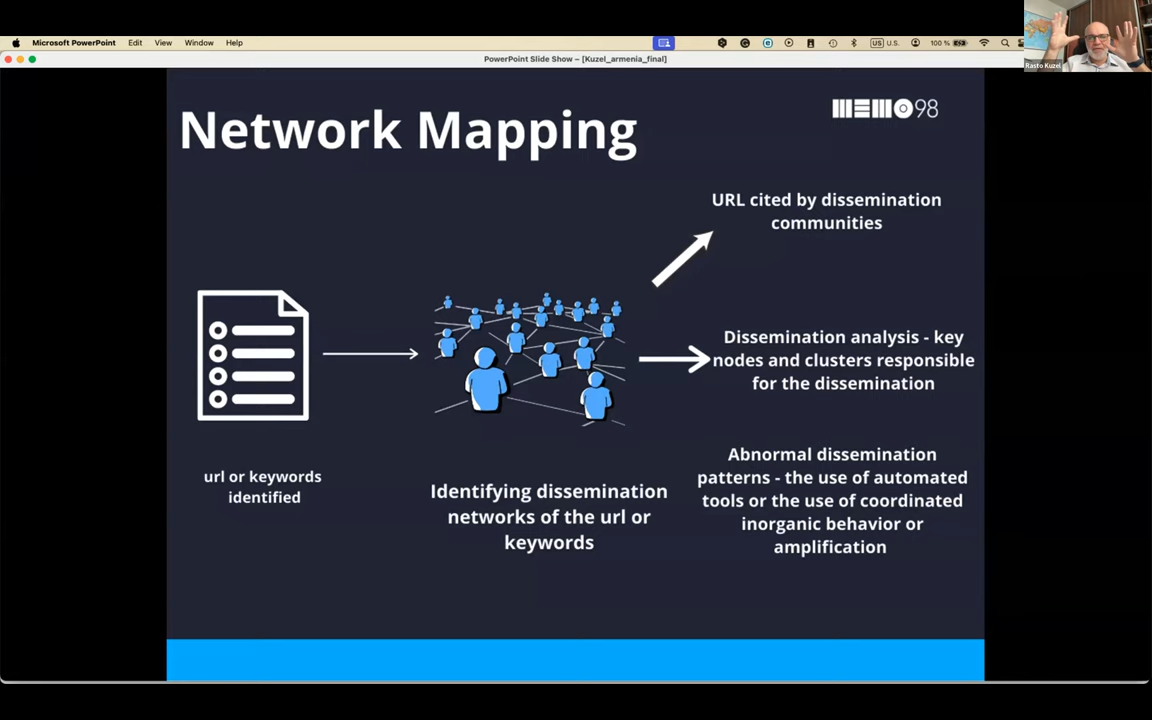 Microsoft PowerPoint Edit View Window Help
US U.S. 100 %
PowerPoint Slide Show – [Kuzel_armenia_final]
Rasto Kuzel
Network Mapping
MEMO98
URL cited by dissemination
communities
Dissemination analysis - key
nodes and clusters responsible
for the dissemination
url or keywords
identified
Identifying dissemination
networks of the url or
keywords
Abnormal dissemination
patterns - the use of automated
tools or the use of coordinated
inorganic behavior or
amplification